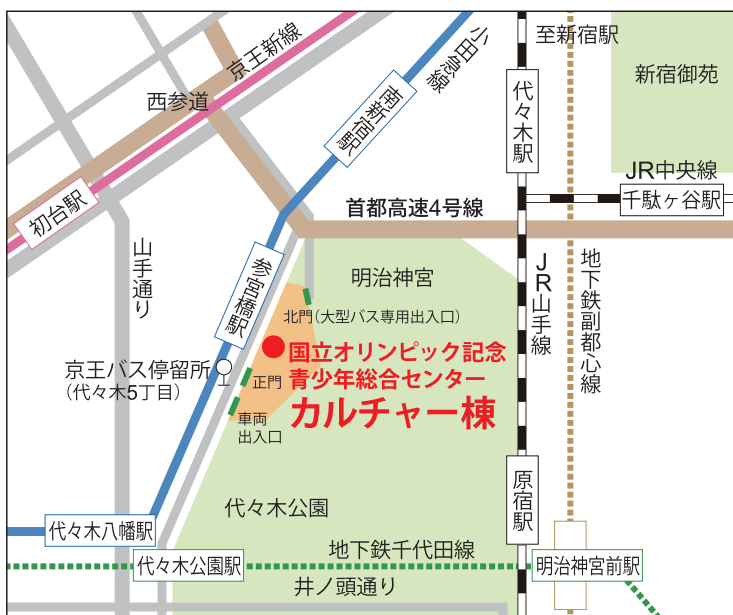 京王新線
小田急線
至新宿駅
新宿御苑
西参道
南新宿駅
代々木駅
JR中央線
千駄ヶ谷駅
初台駅
首都高速4号線
山手通り
参宮橋駅
明治神宮
JR山手線
地下鉄副都心線
北門(大型バス専用出入口)
国立オリンピック記念
青少年総合センター
カルチャー棟
京王バス停留所
(代々木5丁目)
正門
車両
出入口
原宿駅
代々木公園
代々木八幡駅
地下鉄千代田線
代々木公園駅
明治神宮前駅
井ノ頭通り